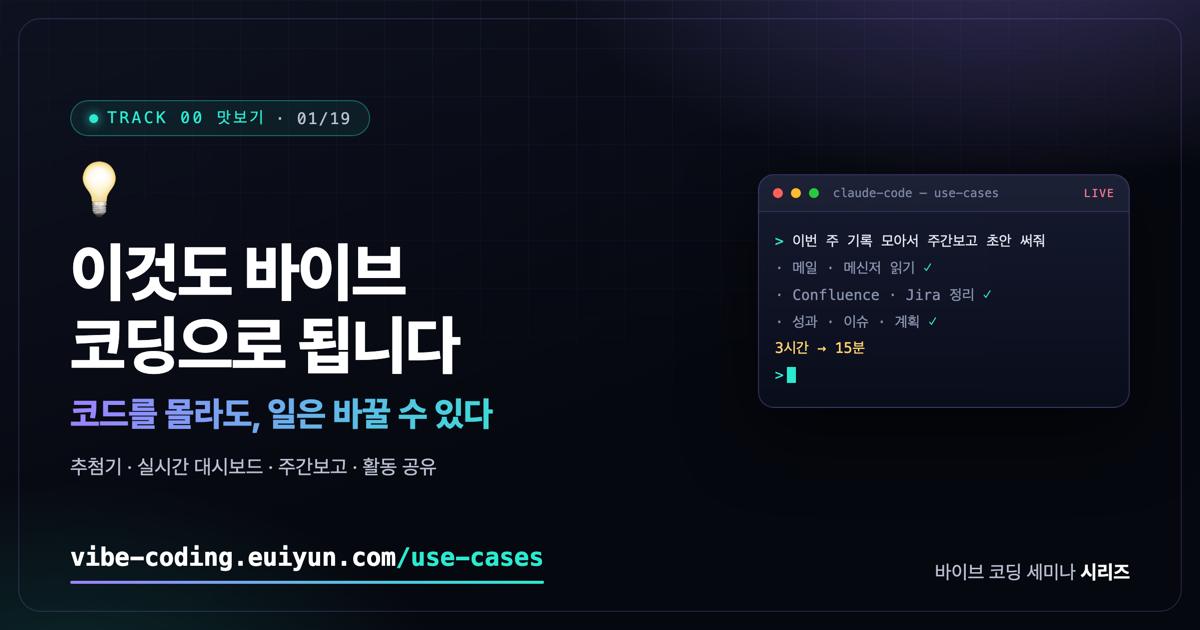 TRACK 00 맛보기 · 01/19
이것도 바이브
코딩으로 됩니다
코드를 몰라도, 일은 바꿀 수 있다
추첨기 · 실시간 대시보드 · 주간보고 · 활동 공유
vibe-coding.euiyun.com/use-cases
claude-code — use-cases LIVE
> 이번 주 기록 모아서 주간보고 초안 써줘
· 메일 · 메신저 읽기 ✓
· Confluence · Jira 정리 ✓
· 성과 · 이슈 · 계획 ✓
3시간 → 15분
>
바이브 코딩 세미나 시리즈